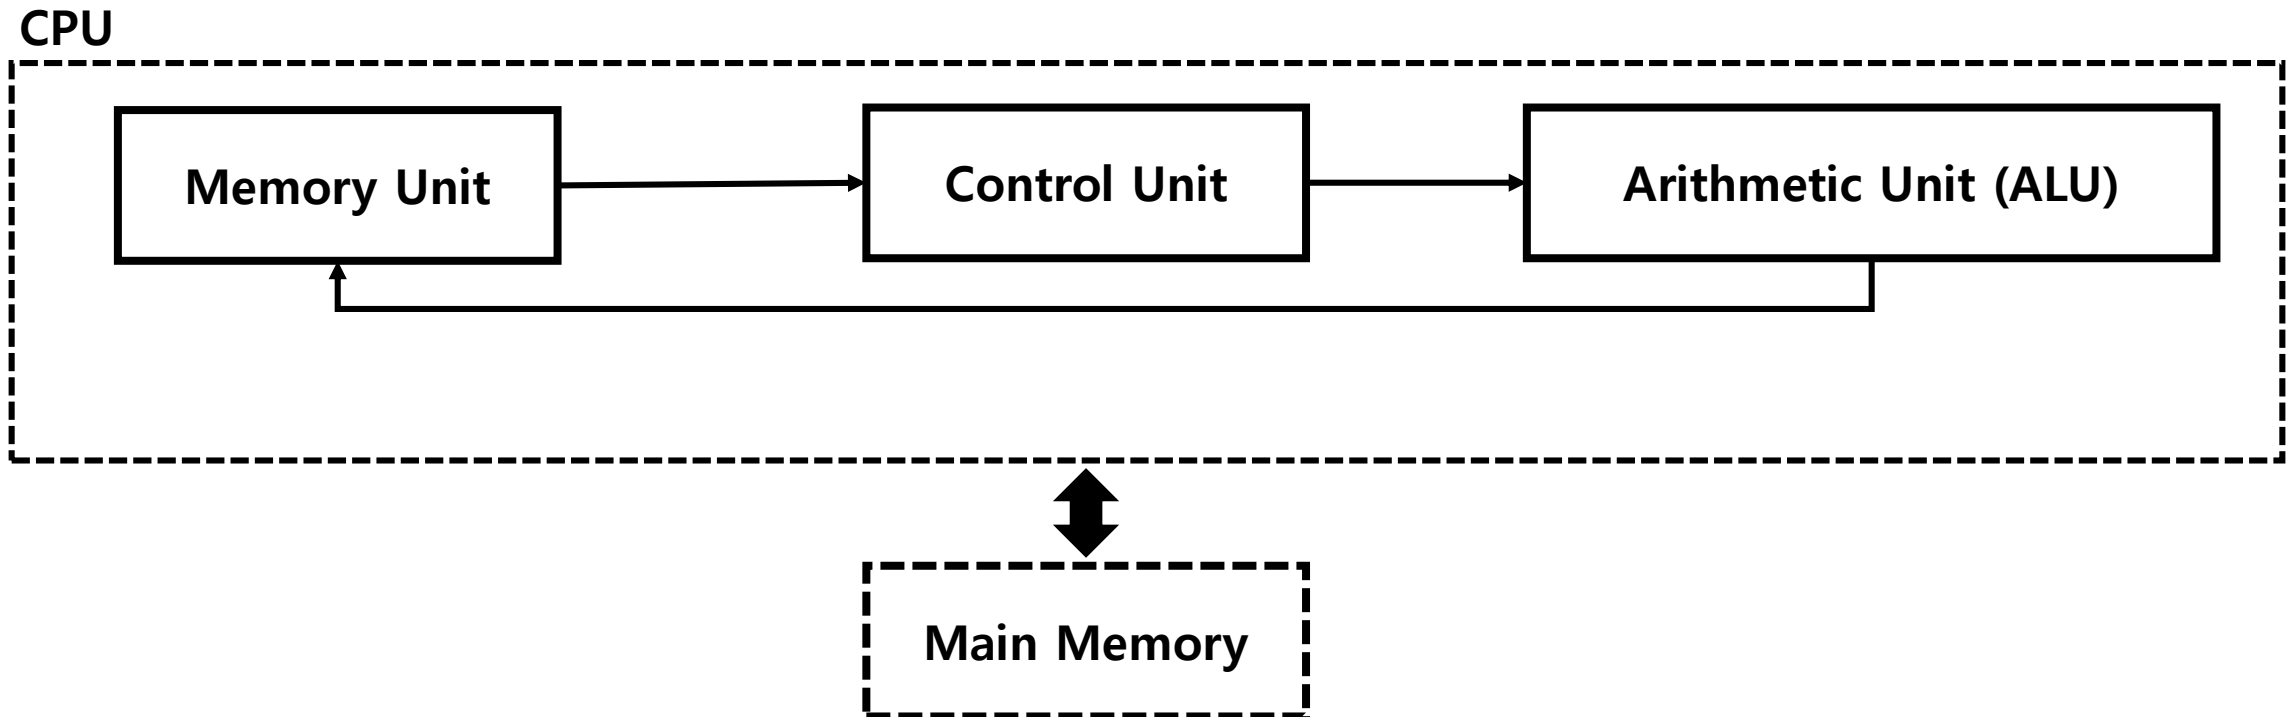 CPU
Memory Unit
Control Unit
Arithmetic Unit (ALU)
Main Memory